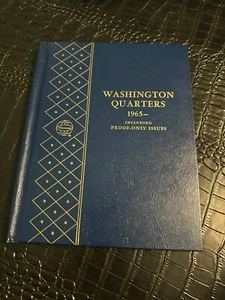 WASHINGTON
QUARTERS
1965—
INCLUDING
PROOF-ONLY ISSUES